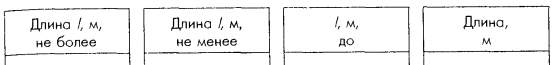 Длина l, м,
не более
Длина l, м,
не менее
l, м,
до
Длина,
м